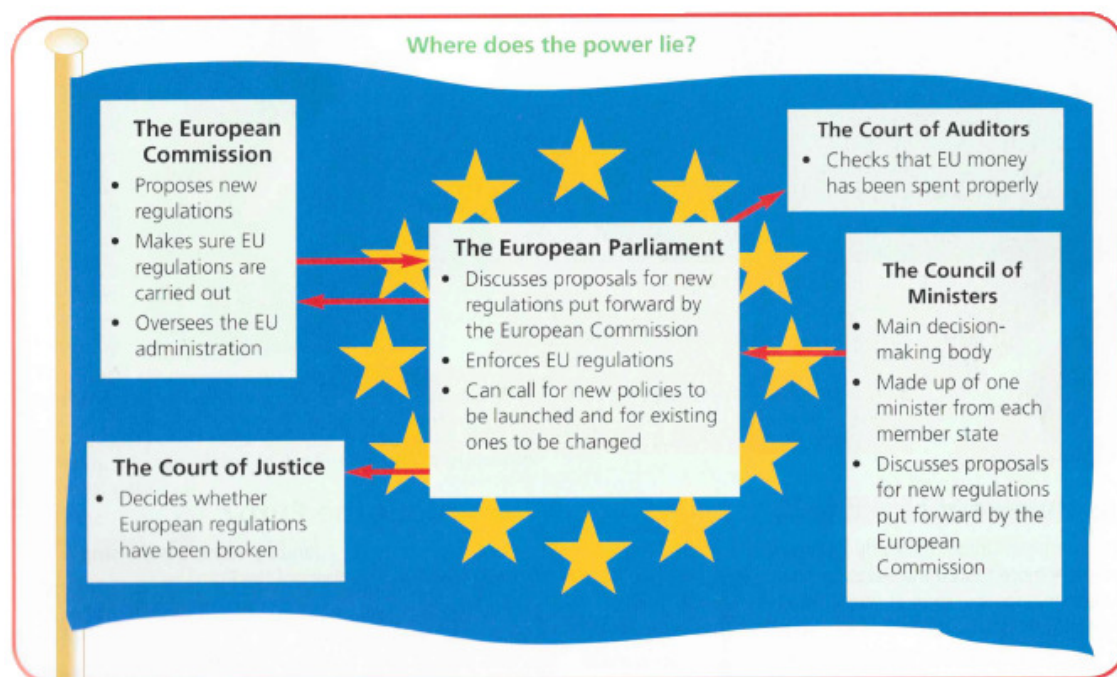 Where does the power lie?
The European
Commission
• Proposes new
regulations
• Makes sure EU
regulations are
carried out
• Oversees the EU
administration
The Court of Justice
• Decides whether
European regulations
have been broken
The European Parliament
• Discusses proposals for new
regulations put forward by
the European Commission
• Enforces EU regulations
• Can call for new policies to
be launched and for existing
ones to be changed
The Court of Auditors
• Checks that EU money
has been spent properly
The Council of
Ministers
• Main decision-
making body
• Made up of one
minister from each
member state
• Discusses proposals
for new regulations
put forward by the
European
Commission